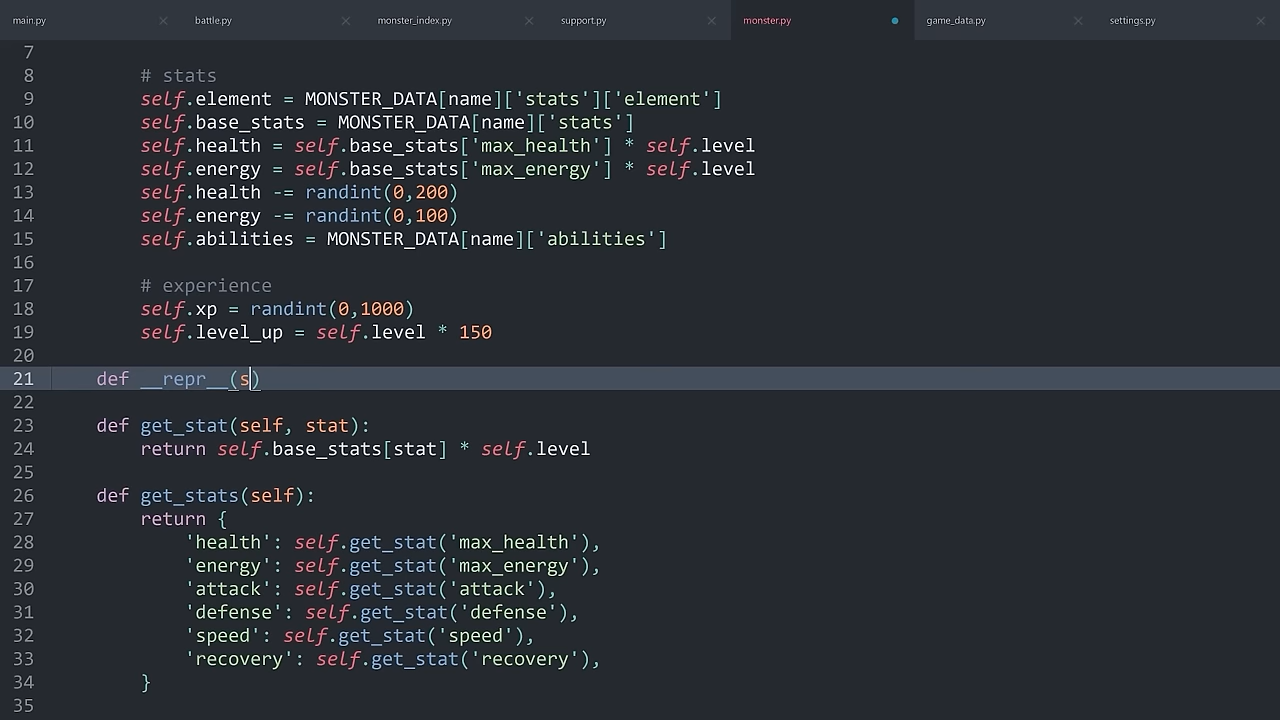 main.py battle.py monster_index.py support.py monster.py game_data.py settings.py
7
8 # stats
9 self.element = MONSTER_DATA[name]['stats']['element']
10 self.base_stats = MONSTER_DATA[name]['stats']
11 self.health = self.base_stats['max_health'] * self.level
12 self.energy = self.base_stats['max_energy'] * self.level
13 self.health -= randint(0,200)
14 self.energy -= randint(0,100)
15 self.abilities = MONSTER_DATA[name]['abilities']
16
17 # experience
18 self.xp = randint(0,1000)
19 self.level_up = self.level * 150
20
21 def __repr__(s)
22
23 def get_stat(self, stat):
24 return self.base_stats[stat] * self.level
25
26 def get_stats(self):
27 return {
28 'health': self.get_stat('max_health'),
29 'energy': self.get_stat('max_energy'),
30 'attack': self.get_stat('attack'),
31 'defense': self.get_stat('defense'),
32 'speed': self.get_stat('speed'),
33 'recovery': self.get_stat('recovery'),
34 }
35